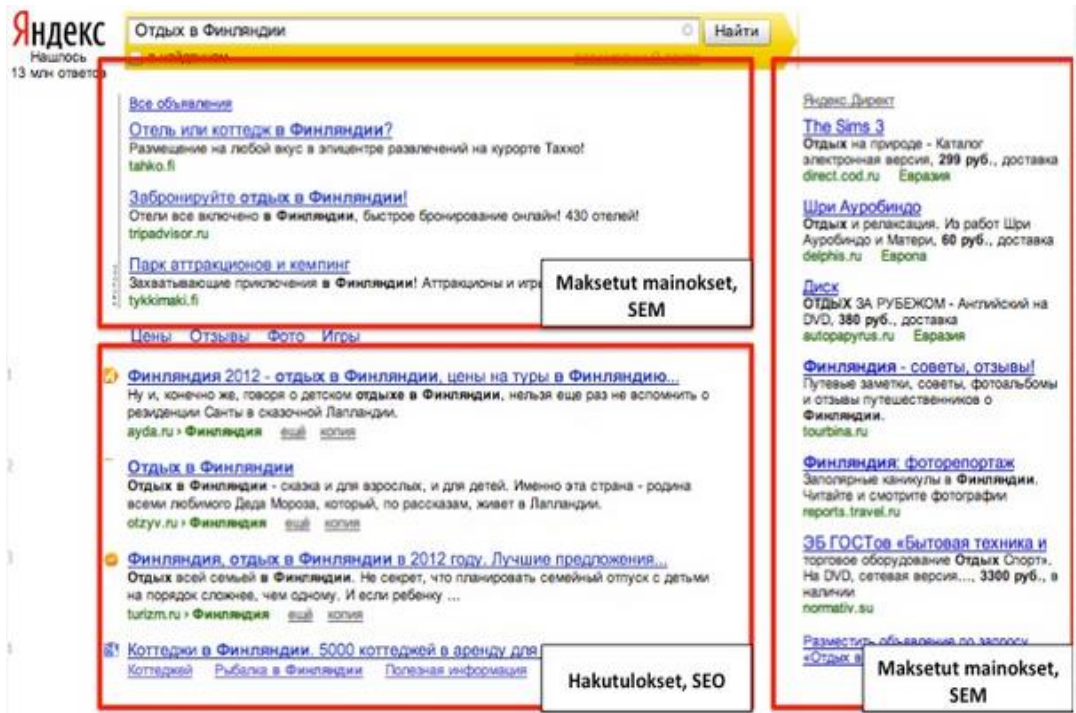 Яндекс
Отдых в Финляндии
Найти
Нашлось
13 млн ответов
Все объявления
Отель или коттедж в Финляндии?
Размещение на любой вкус в эпицентре развлечений на курорте Тахко!
tahko.fi
Забронируйте отдых в Финляндии!
Отели все включено в Финляндии, быстрое бронирование онлайн! 430 отелей!
tripadvisor.ru
Парк аттракционов и кемпинг
Захватывающие приключения в Финляндии! Аттракционы и игры
tykkimaki.fi
Maksetut mainokset,
SEM
Цены Отзывы Фото Игры
1
Финляндия 2012 - отдых в Финляндии, цены на туры в Финляндию...
Ну и, конечно же, говоря о детском отдыхе в Финляндии, нельзя еще раз не вспомнить о
резиденции Санты в сказочной Лапландии.
ayda.ru › Финляндия ещё копия
2
Отдых в Финляндии
Отдых в Финляндии - сказка и для взрослых, и для детей. Именно эта страна - родина
всеми любимого Деда Мороза, который, по рассказам, живет в Лапландии.
otzyv.ru › Финляндия ещё копия
3
Финляндия, отдых в Финляндии в 2012 году. Лучшие предложения...
Отдых всей семьей в Финляндии. Не секрет, что планировать семейный отпуск с детьми
на порядок сложнее, чем одному. И если ребенку ...
turizm.ru › Финляндия ещё копия
4
Коттеджи в Финляндии. 5000 коттеджей в аренду для
Коттеджей Рыбалка в Финляндии Полезная информация
Hakutulokset, SEO
Яндекс.Директ
The Sims 3
Отдых на природе - Каталог
электронная версия, 299 руб., доставка
direct.cod.ru Евразия
Шри Ауробиндо
Отдых и релаксация. Из работ Шри
Ауробиндо и Матери, 60 руб., доставка
delphis.ru Европа
Диск
ОТДЫХ ЗА РУБЕЖОМ - Английский на
DVD, 380 руб., доставка
autopapyrus.ru Евразия
Финляндия - советы, отзывы!
Путевые заметки, советы, фотоальбомы
и отзывы путешественников о
Финляндии.
tourbina.ru
Финляндия: фоторепортаж
Заполярные каникулы в Финляндии.
Читайте и смотрите фотографии
reports.travel.ru
ЭБ ГОСТов «Бытовая техника и
торговое оборудование Отдых Спорт».
На DVD, сетевая версия..., 3300 руб., в
наличии
normativ.su
Разместить объявление по запросу
«Отдых в
Maksetut mainokset,
SEM